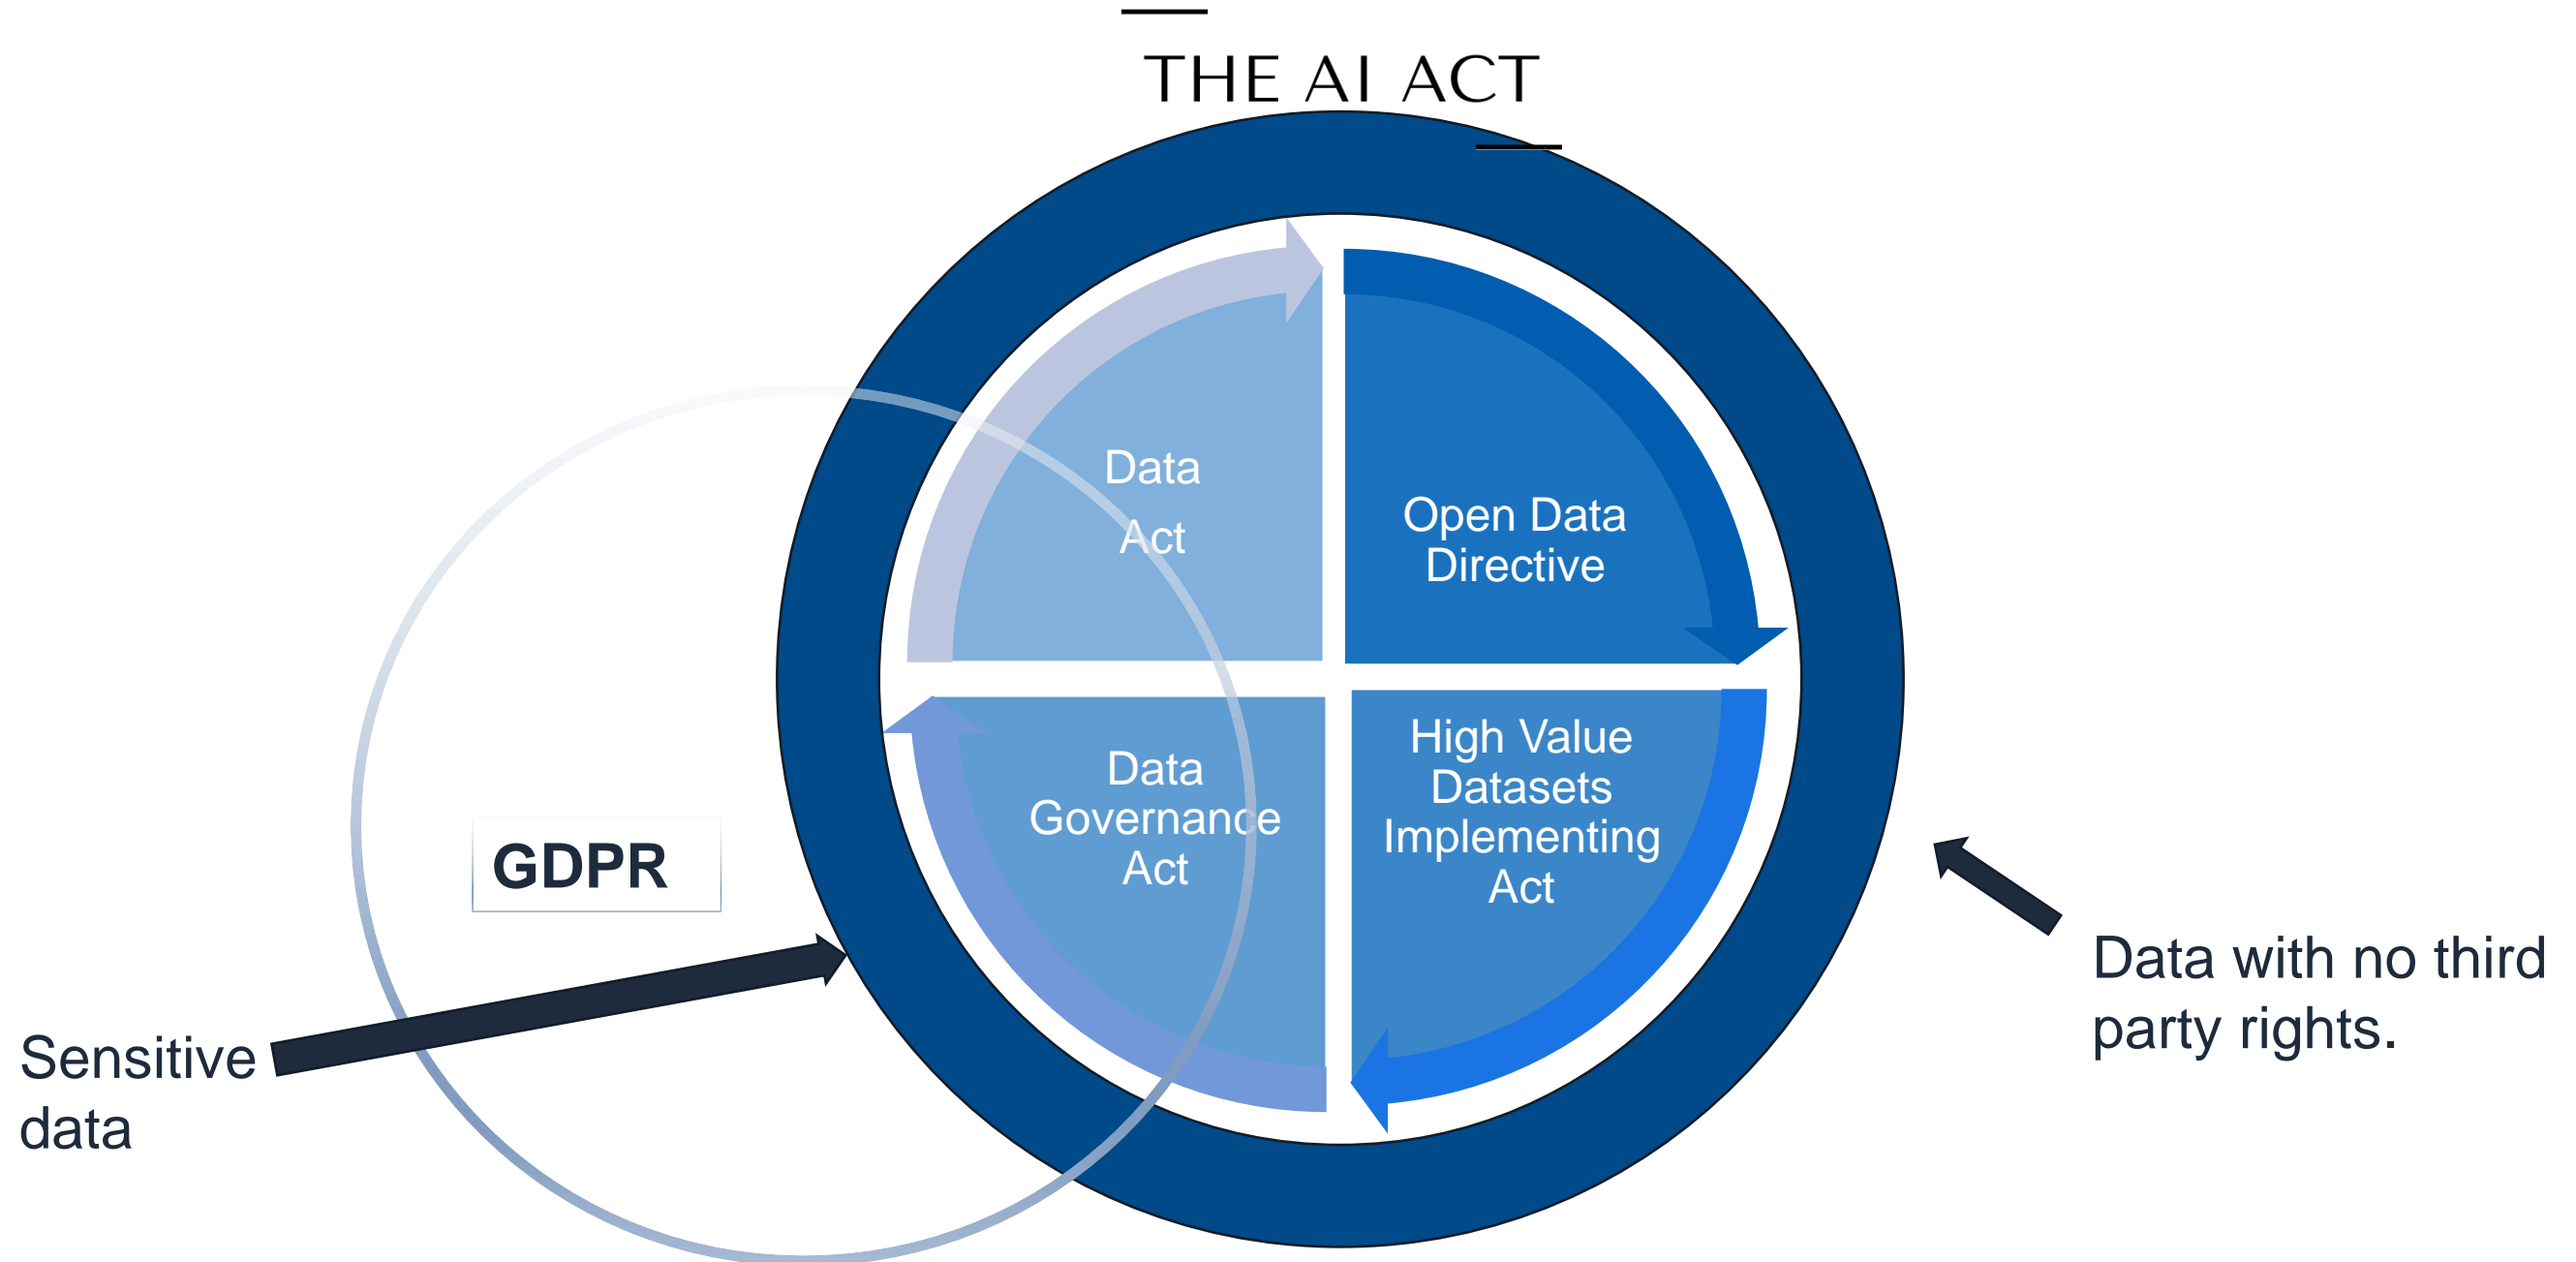 THE AI ACT
Data
Act
Open Data
Directive
Data
Governance
Act
High Value
Datasets
Implementing
Act
GDPR
Sensitive
data
Data with no third
party rights.